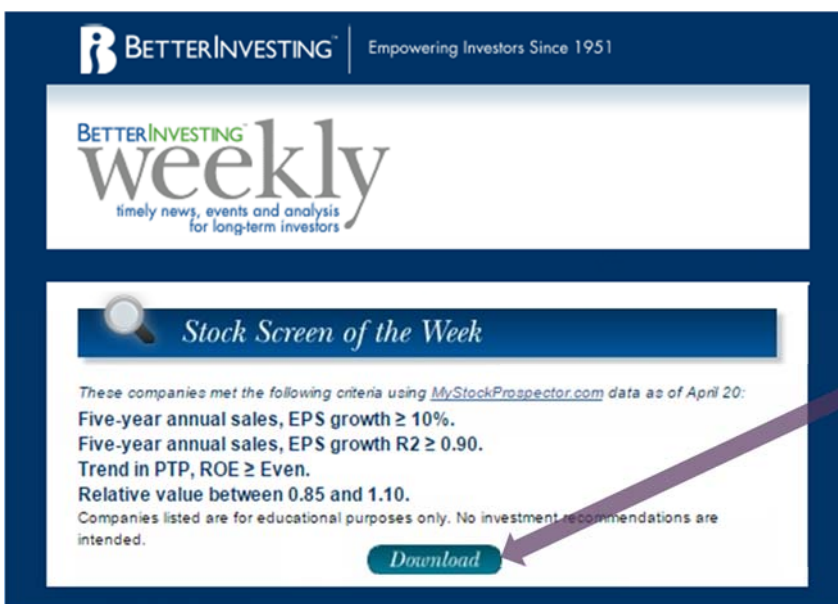 BETTERINVESTING™ Empowering Investors Since 1951
BETTERINVESTING™
weekly
timely news, events and analysis
for long-term investors
Stock Screen of the Week
These companies met the following criteria using MyStockProspector.com data as of April 20:
Five-year annual sales, EPS growth ≥ 10%.
Five-year annual sales, EPS growth R2 ≥ 0.90.
Trend in PTP, ROE ≥ Even.
Relative value between 0.85 and 1.10.
Companies listed are for educational purposes only. No investment recommendations are
intended.
Download